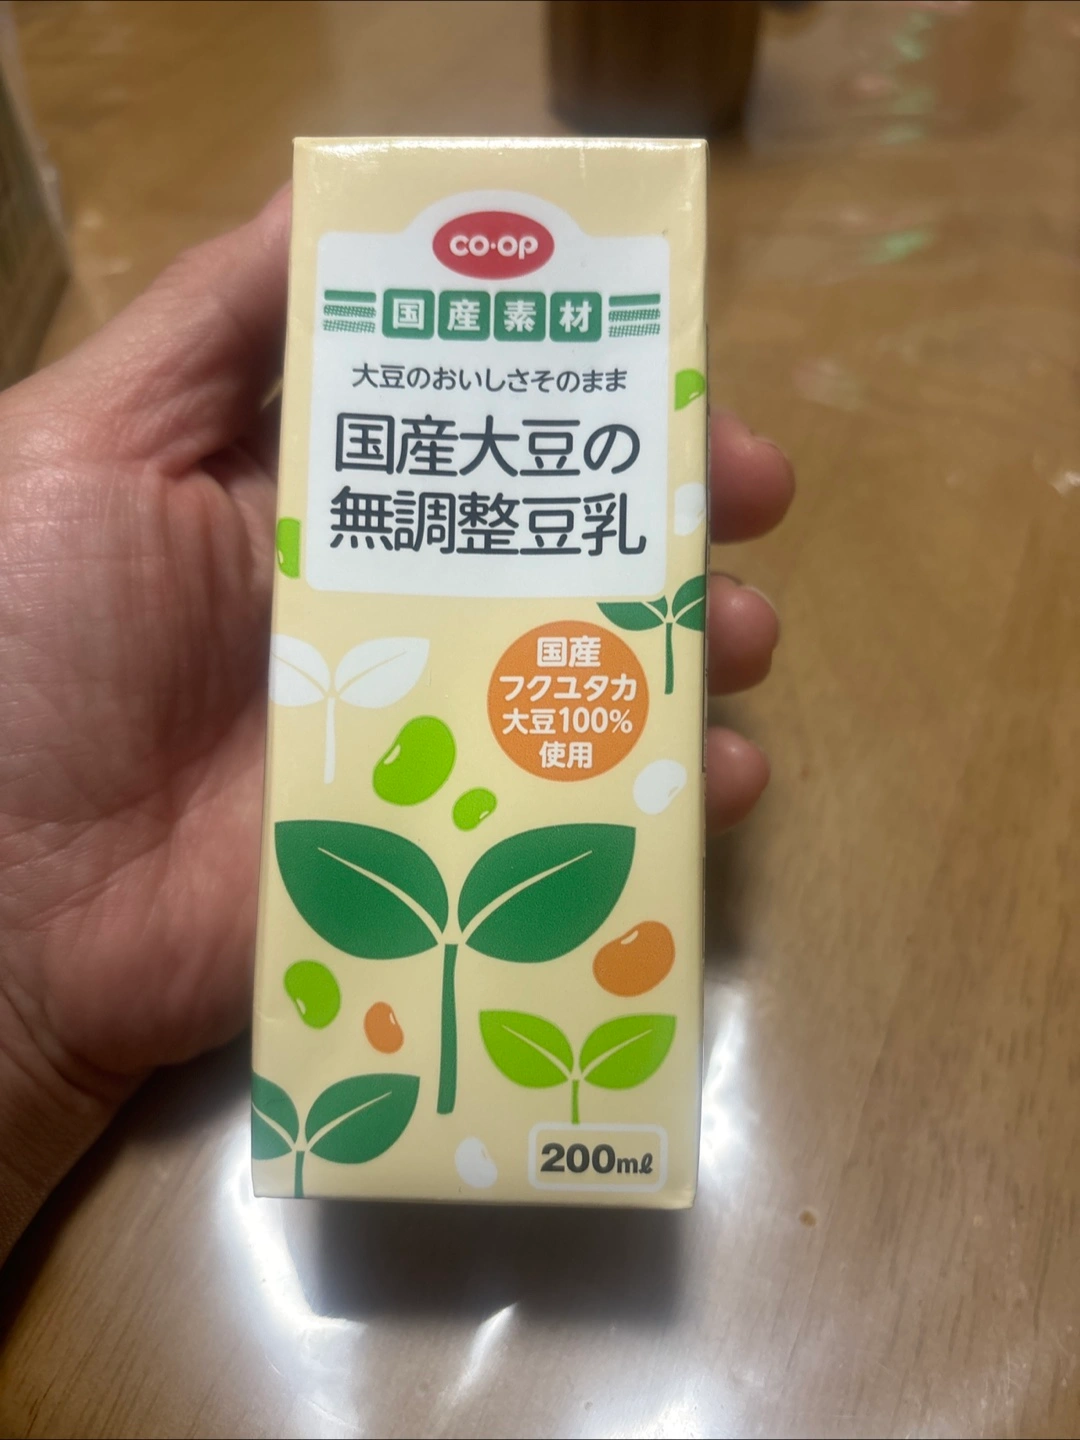 CO·OP
国産素材
大豆のおいしさそのまま
国産大豆の
無調整豆乳
国産
フクユタカ
大豆100%
使用
200mℓ